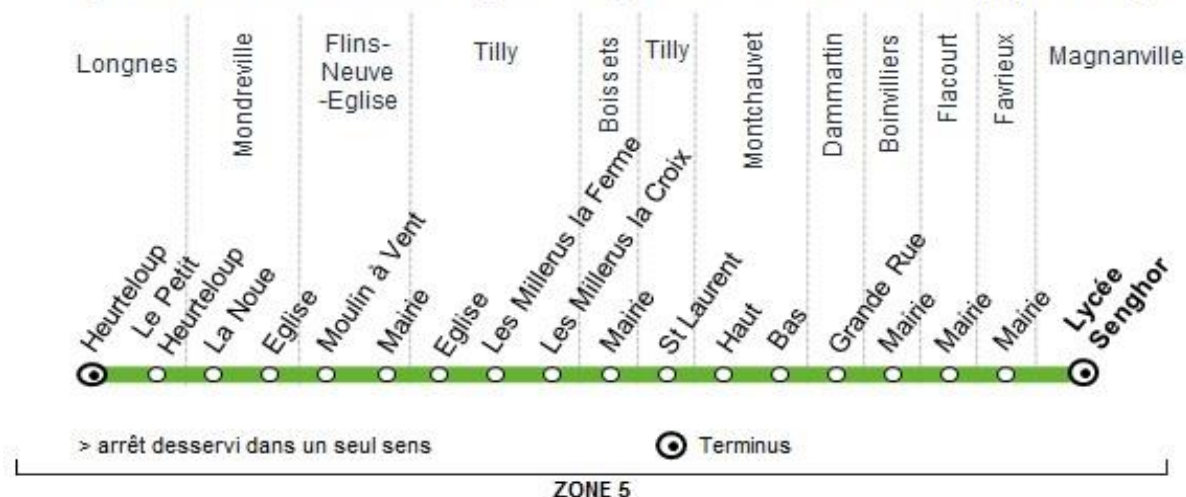 Longnes
Mondreville
Flins-
Neuve
-Eglise
Tilly
Boissets
Tilly
Montchauvet
Dammartin
Boinvilliers
Flacourt
Favrieux
Magnanville
Heurteloup
Le Petit
Heurteloup
La Noue
Eglise
Moulin à Vent
Mairie
Eglise
Les Millerus la Ferme
Les Millerus la Croix
Mairie
St Laurent
Haut
Bas
Grande Rue
Mairie
Mairie
Mairie
Lycée
Senghor
> arrêt desservi dans un seul sens
Terminus
ZONE 5